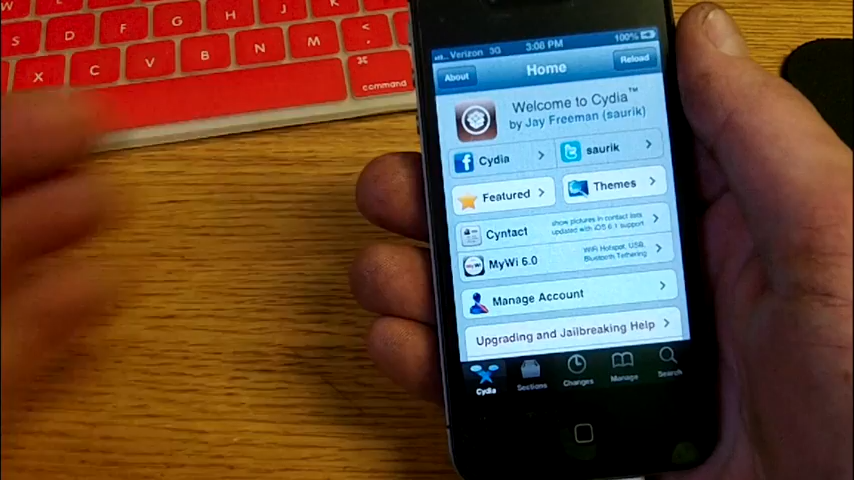 S D F G H J K L
X C V B N M <
⌘
command
Verizon 3G 3:06 PM 100%
About Home Reload
Welcome to Cydia™
by Jay Freeman (saurik)
Cydia saurik
Featured Themes
Cyntact show pictures in contact lists
updated with iOS 6.1 support
MyWi 6.0 WiFi Hotspot, USB,
Bluetooth Tethering
Manage Account
Upgrading and Jailbreaking Help
Cydia Sections Changes Manage Search